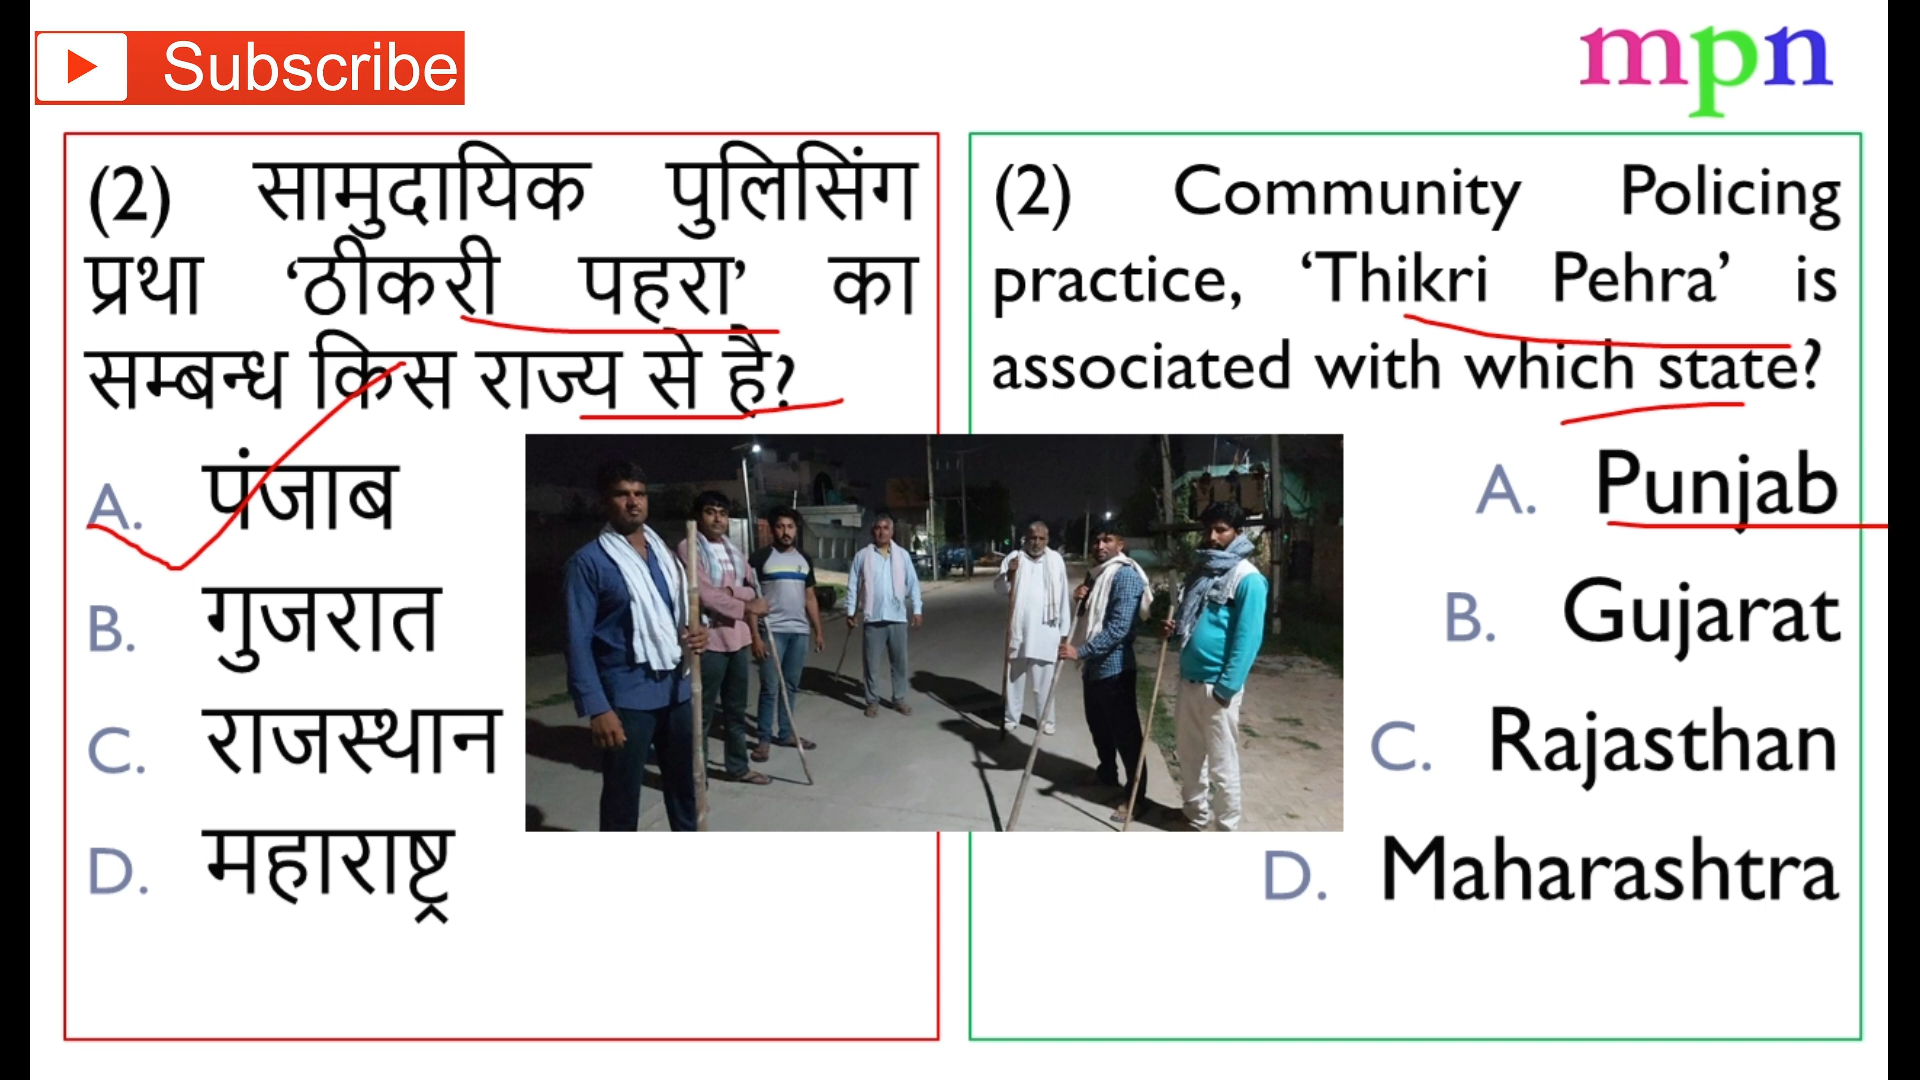 Subscribe
mpn
(2) सामुदायिक पुलिसिंग
प्रथा ‘ठीकरी पहरा’ का
सम्बन्ध किस राज्य से है?
A. पंजाब
B. गुजरात
C. राजस्थान
D. महाराष्ट्र
(2) Community Policing
practice, ‘Thikri Pehra’ is
associated with which state?
A. Punjab
B. Gujarat
C. Rajasthan
D. Maharashtra